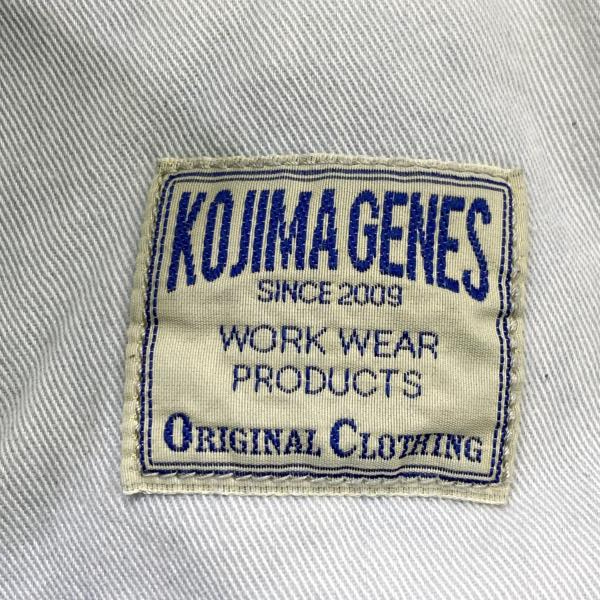 KOJIMA GENES
SINCE 2009
WORK WEAR
PRODUCTS
ORIGINAL CLOTHING